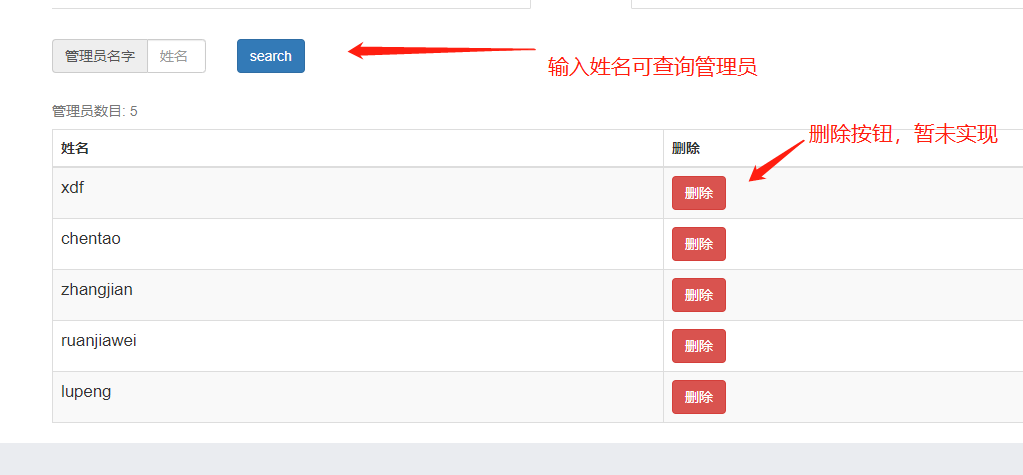 管理员名字 姓名 search
输入姓名可查询管理员
管理员数目: 5
删除按钮，暂未实现
姓名 删除
xdf 删除
chentao 删除
zhangjian 删除
ruanjiawei 删除
lupeng 删除